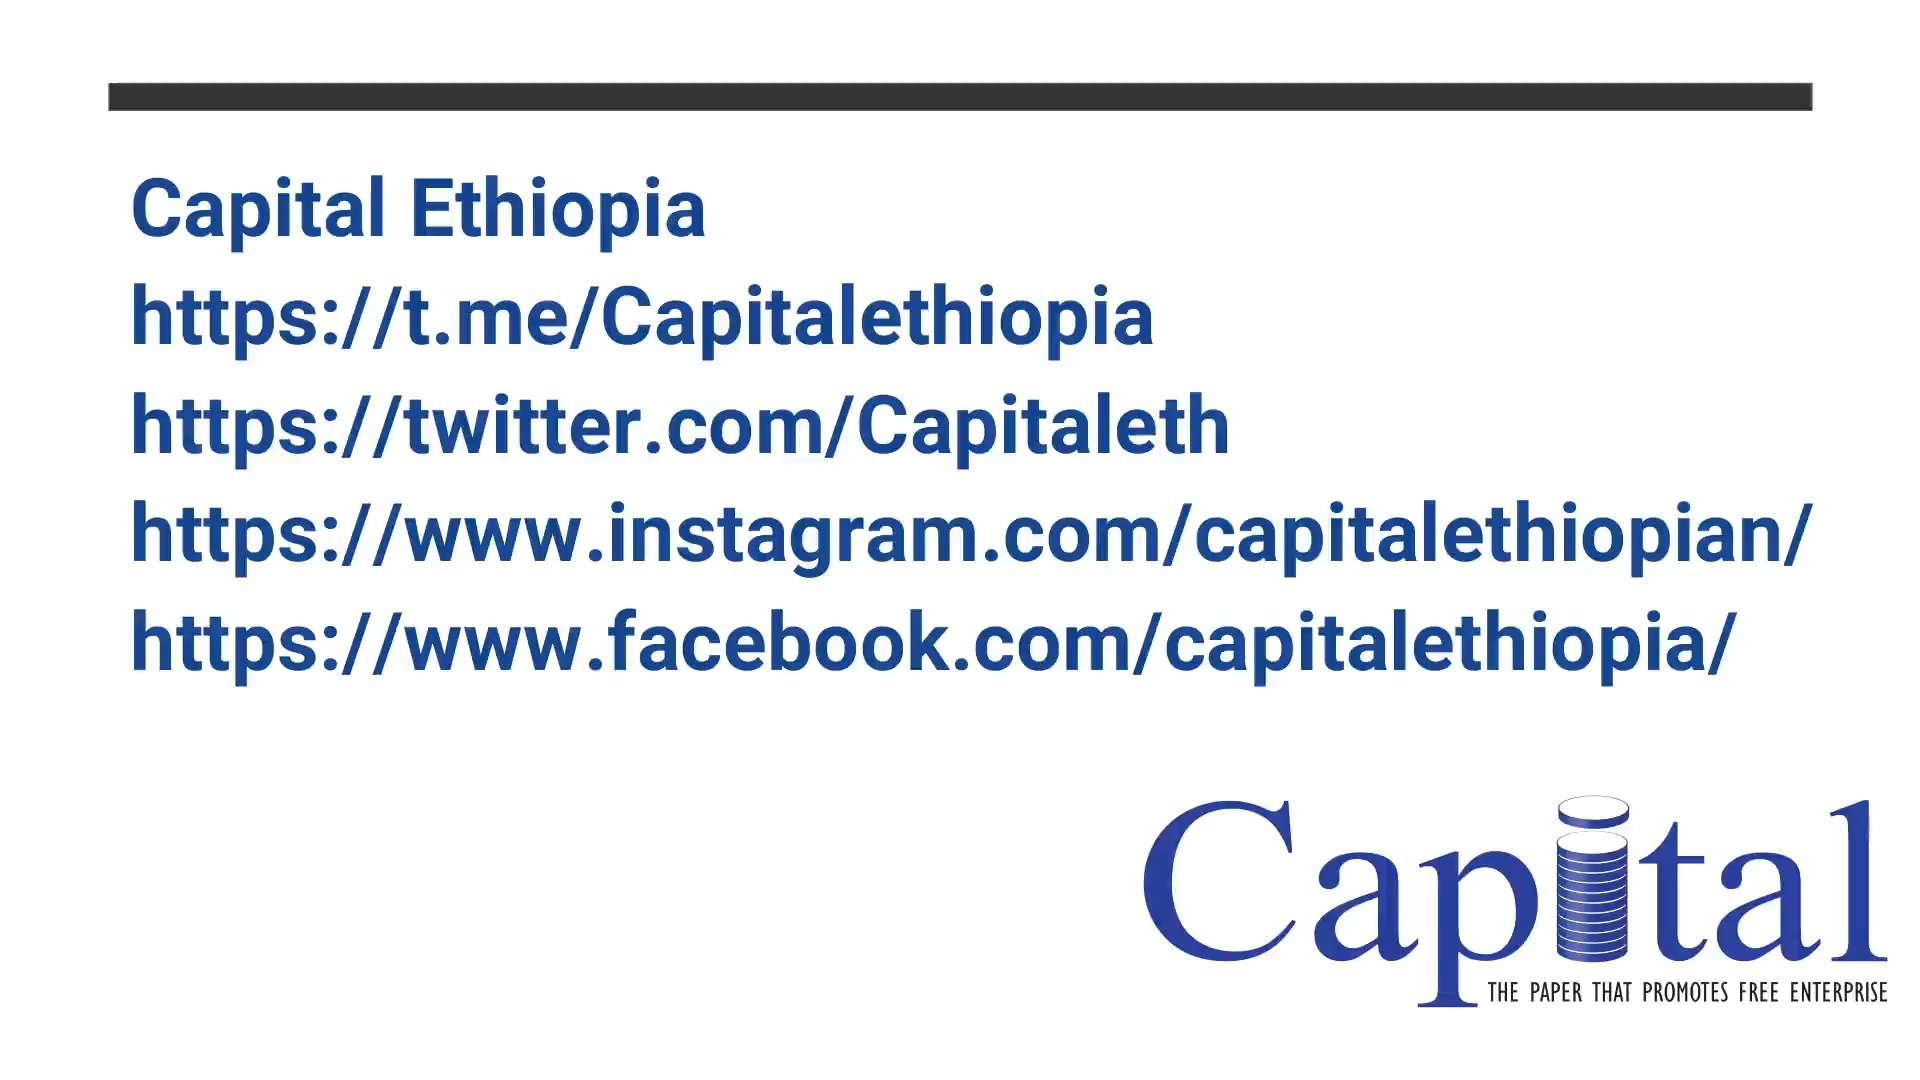 Capital Ethiopia
https://t.me/Capitalethiopia
https://twitter.com/Capitaleth
https://www.instagram.com/capitalethiopian/
https://www.facebook.com/capitalethiopia/
Capital
THE PAPER THAT PROMOTES FREE ENTERPRISE